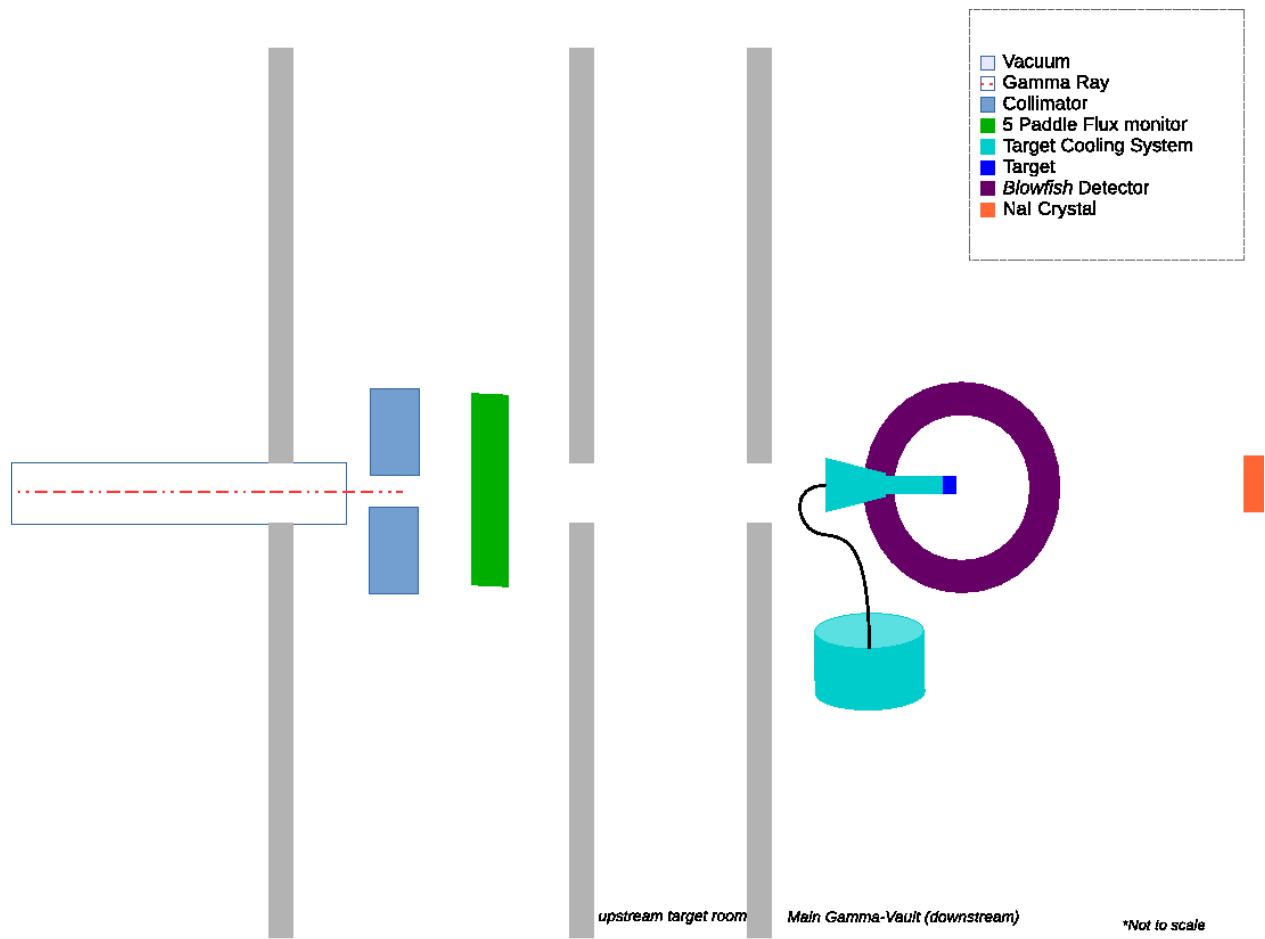 Vacuum
Gamma Ray
Collimator
5 Paddle Flux monitor
Target Cooling System
Target
Blowfish Detector
NaI Crystal
upstream target room
Main Gamma-Vault (downstream)
*Not to scale